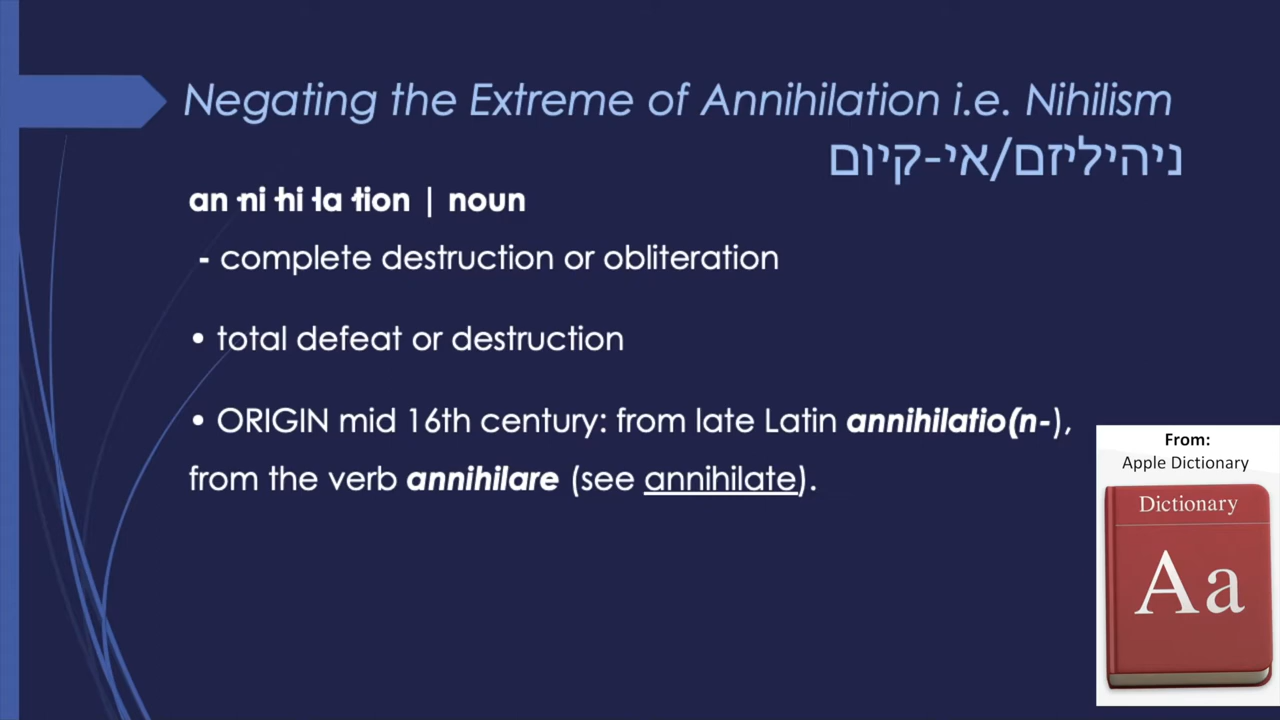 Negating the Extreme of Annihilation i.e. Nihilism
ניהיליזם/אי-קיום
an·ni·hi·la·tion | noun
- complete destruction or obliteration
• total defeat or destruction
• ORIGIN mid 16th century: from late Latin annihilatio(n-),
from the verb annihilare (see annihilate).
From:
Apple Dictionary
Dictionary
Aa